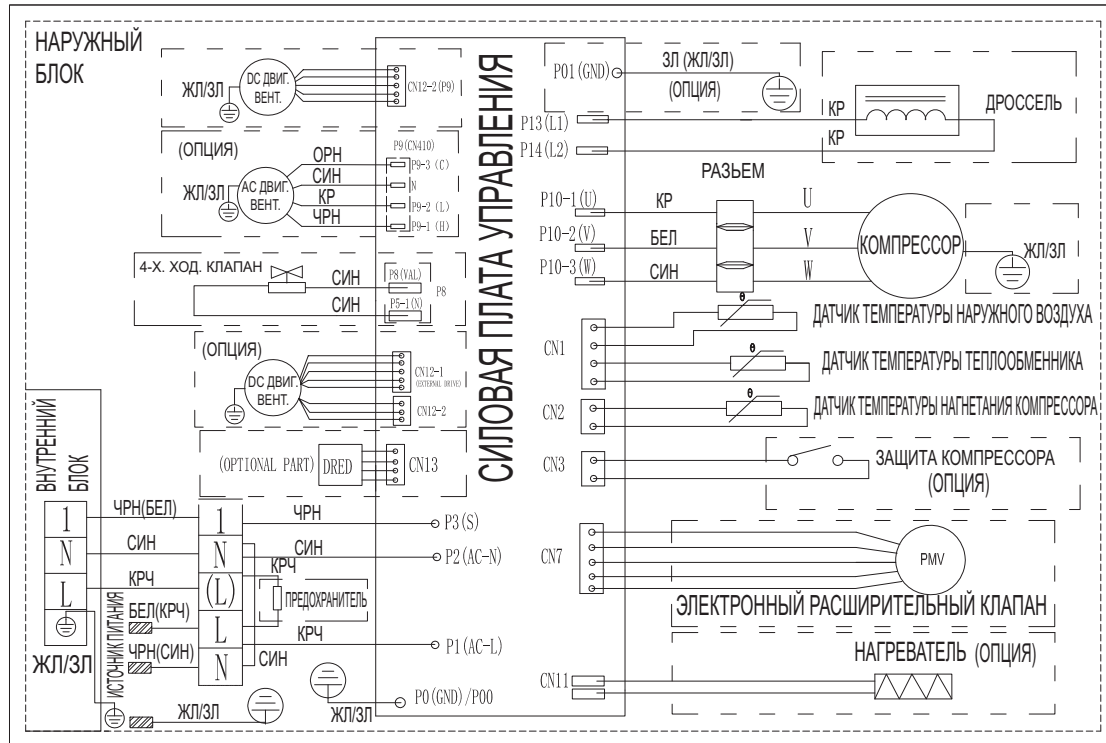 НАРУЖНЫЙ
БЛОК
ЖЛ/ЗЛ
DC ДВИГ.
ВЕНТ.
CN12-2(P9)
(ОПЦИЯ)
ЖЛ/ЗЛ
АС ДВИГ.
ВЕНТ.
ОРН
СИН
КР
ЧРН
P9(CN410)
P9-3 (C)
N
P9-2 (L)
P9-1 (H)
4-Х. ХОД. КЛАПАН
СИН
СИН
P8(VAL)
P8
P5-1(N)
(ОПЦИЯ)
DC ДВИГ.
ВЕНТ.
CN12-1
(EXTERNAL DRIVE)
CN12-2
(OPTIONAL PART)
DRED
CN13
СИЛОВАЯ ПЛАТА УПРАВЛЕНИЯ
P01(GND)
ЗЛ (ЖЛ/ЗЛ)
(ОПЦИЯ)
P13(L1)
P14(L2)
КР
КР
ДРОССЕЛЬ
РАЗЬЕМ
P10-1(U)
КР
U
P10-2(V)
БЕЛ
V
P10-3(W)
СИН
W
КОМПРЕССОР
ЖЛ/ЗЛ
CN1
θ
ДАТЧИК ТЕМПЕРАТУРЫ НАРУЖНОГО ВОЗДУХА
θ
ДАТЧИК ТЕМПЕРАТУРЫ ТЕПЛООБМЕННИКА
CN2
θ
ДАТЧИК ТЕМПЕРАТУРЫ НАГНЕТАНИЯ КОМПРЕССОРА
CN3
ЗАЩИТА КОМПРЕССОРА
(ОПЦИЯ)
CN7
PMV
ЭЛЕКТРОННЫЙ РАСШИРИТЕЛЬНЫЙ КЛАПАН
НАГРЕВАТЕЛЬ (ОПЦИЯ)
CN11
ВНУТРЕННИЙ
БЛОК
1
N
L
ЖЛ/ЗЛ
ЧРН(БЕЛ)
СИН
КРЧ
БЕЛ(КРЧ)
ЧРН(СИН)
ИСТОЧНИК ПИТАНИЯ
ЖЛ/ЗЛ
1
N
(L)
L
N
ЧРН
P3(S)
СИН
P2(AC-N)
КРЧ
ПРЕДОХРАНИТЕЛЬ
КРЧ
P1(AC-L)
СИН
ЖЛ/ЗЛ
P0(GND)/P00